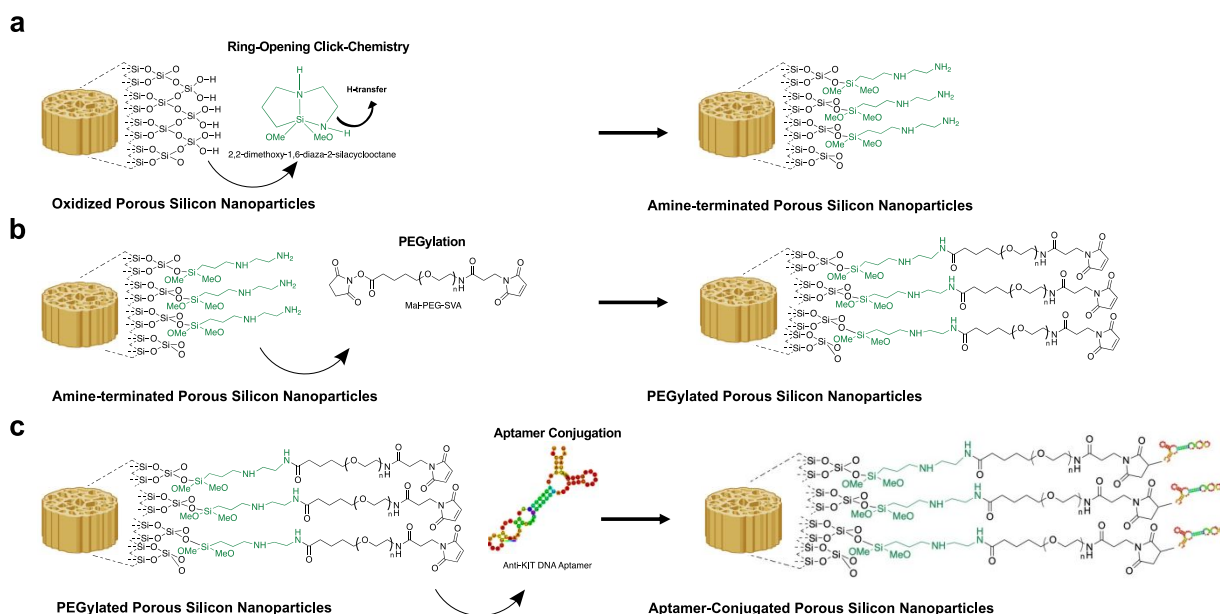 a
Ring-Opening Click-Chemistry
H-transfer
2,2-dimethoxy-1,6-diaza-2-silacyclooctane
Oxidized Porous Silicon Nanoparticles
Amine-terminated Porous Silicon Nanoparticles
b
PEGylation
Mal-PEG-SVA
Amine-terminated Porous Silicon Nanoparticles
PEGylated Porous Silicon Nanoparticles
c
Aptamer Conjugation
Anti-KIT DNA Aptamer
PEGylated Porous Silicon Nanoparticles
Aptamer-Conjugated Porous Silicon Nanoparticles